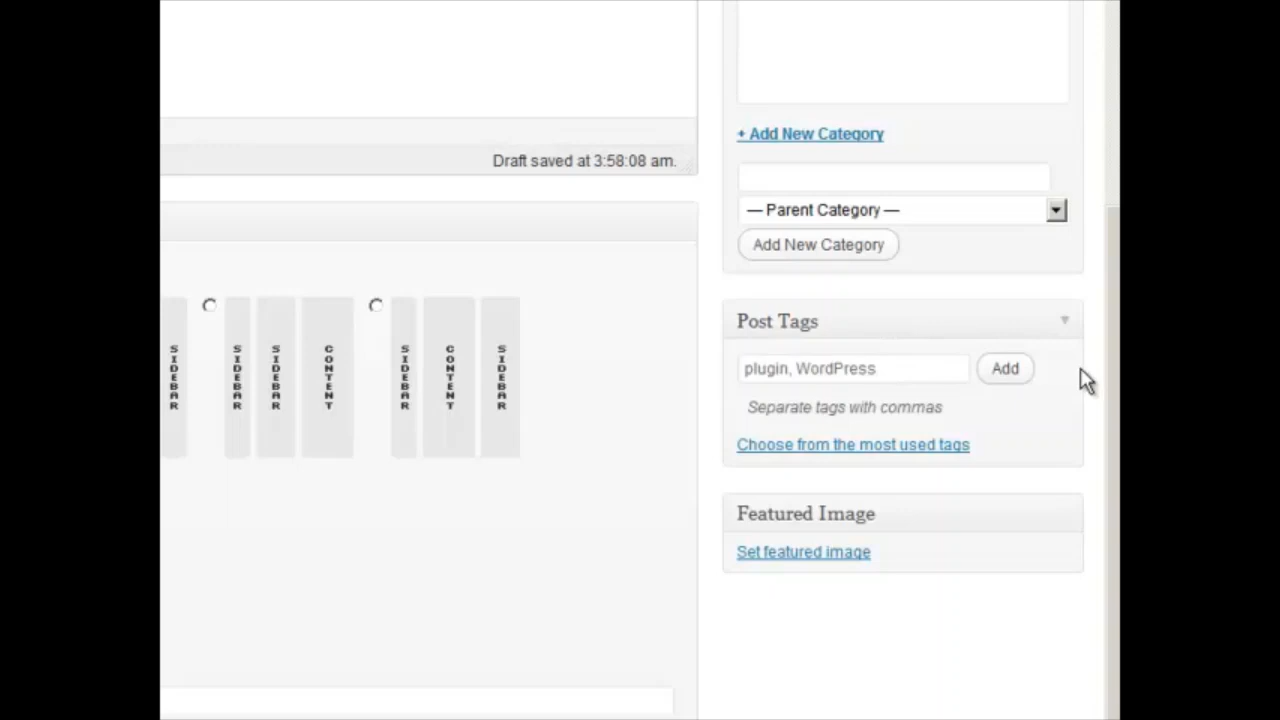 + Add New Category
Draft saved at 3:58:08 am.
— Parent Category —
Add New Category
Post Tags
SIDEBAR
SIDEBAR
SIDEBAR
CONTENT
SIDEBAR
CONTENT
SIDEBAR
plugin, WordPress
Add
Separate tags with commas
Choose from the most used tags
Featured Image
Set featured image